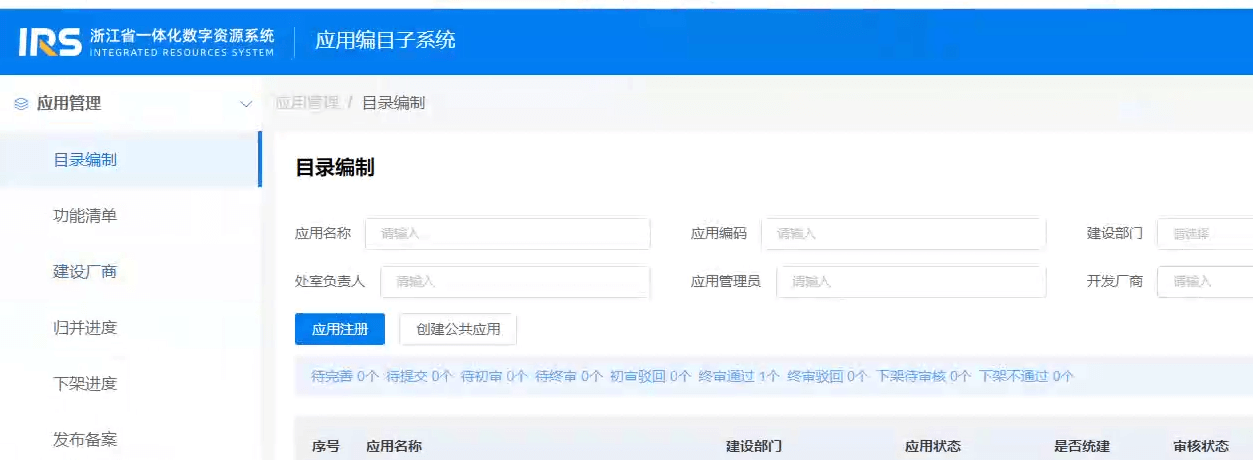 IRS 浙江省一体化数字资源系统 应用编目子系统
INTEGRATED RESOURCES SYSTEM
应用管理
应用管理 / 目录编制
目录编制
功能清单
建设厂商
归并进度
下架进度
发布备案
目录编制
应用名称 请输入 应用编码 请输入 建设部门 请选择
处室负责人 请输入 应用管理员 请输入 开发厂商 请输入
应用注册 创建公共应用
待完善 0个 待提交 0个 待初审 0个 待终审 0个 初审驳回 0个 终审通过 1个 终审驳回 0个 下架待审核 0个 下架不通过 0个
序号 应用名称 建设部门 应用状态 是否统建 审核状态